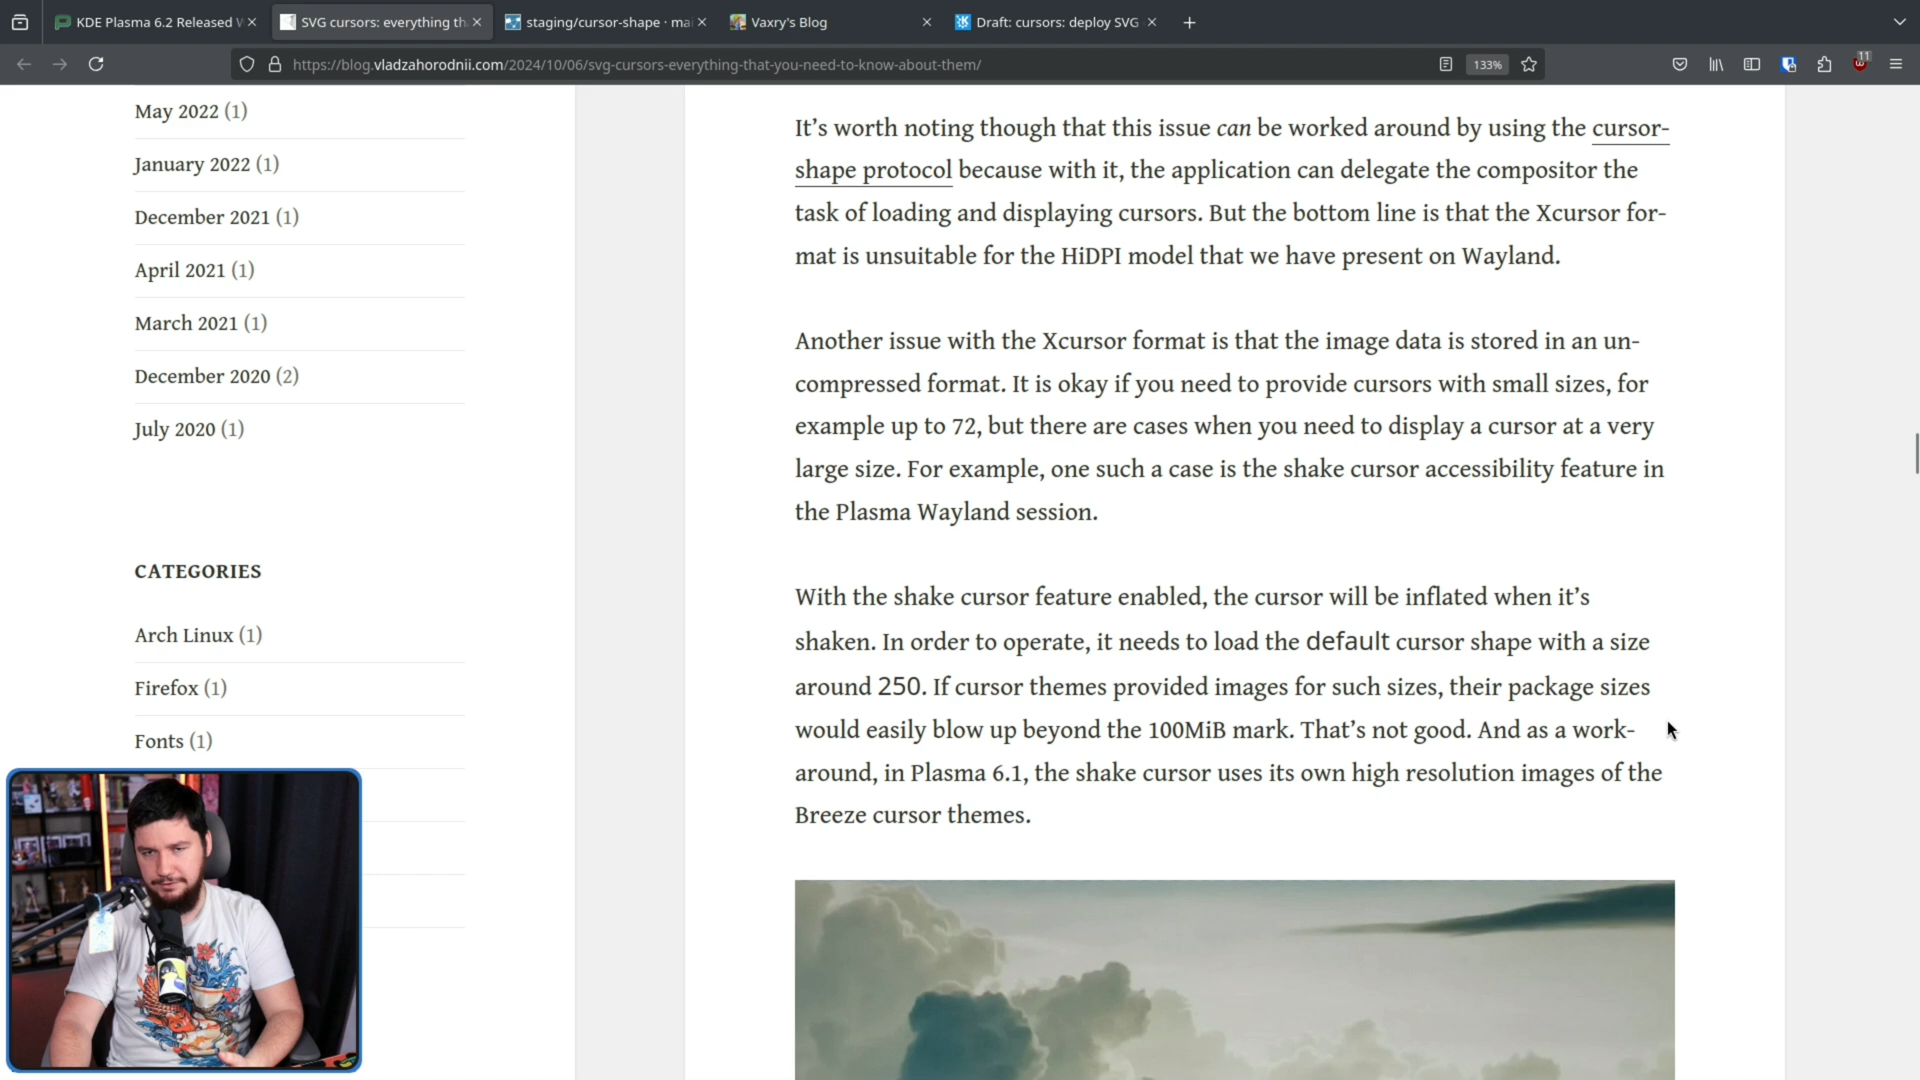 KDE Plasma 6.2 Released W
SVG cursors: everything th
staging/cursor-shape · mai
Vaxry's Blog
Draft: cursors: deploy SVG
https://blog.vladzahorodnii.com/2024/10/06/svg-cursors-everything-that-you-need-to-know-about-them/
133%
11
May 2022 (1)
January 2022 (1)
December 2021 (1)
April 2021 (1)
March 2021 (1)
December 2020 (2)
July 2020 (1)
CATEGORIES
Arch Linux (1)
Firefox (1)
Fonts (1)
It’s worth noting though that this issue can be worked around by using the cursor-
shape protocol because with it, the application can delegate the compositor the
task of loading and displaying cursors. But the bottom line is that the Xcursor for-
mat is unsuitable for the HiDPI model that we have present on Wayland.
Another issue with the Xcursor format is that the image data is stored in an un-
compressed format. It is okay if you need to provide cursors with small sizes, for
example up to 72, but there are cases when you need to display a cursor at a very
large size. For example, one such a case is the shake cursor accessibility feature in
the Plasma Wayland session.
With the shake cursor feature enabled, the cursor will be inflated when it’s
shaken. In order to operate, it needs to load the default cursor shape with a size
around 250. If cursor themes provided images for such sizes, their package sizes
would easily blow up beyond the 100MiB mark. That’s not good. And as a work-
around, in Plasma 6.1, the shake cursor uses its own high resolution images of the
Breeze cursor themes.